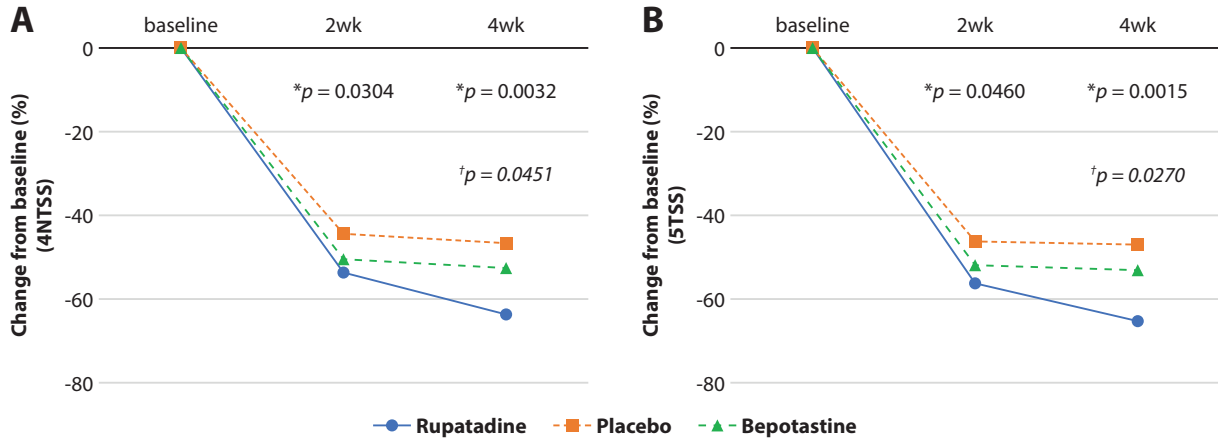 A
baseline 2wk 4wk
0
-20
-40
-60
-80
Change from baseline (%)
(4NTSS)
*p = 0.0304
*p = 0.0032
†p = 0.0451
B
baseline 2wk 4wk
0
-20
-40
-60
-80
Change from baseline (%)
(5TSS)
*p = 0.0460
*p = 0.0015
†p = 0.0270
Rupatadine Placebo Bepotastine